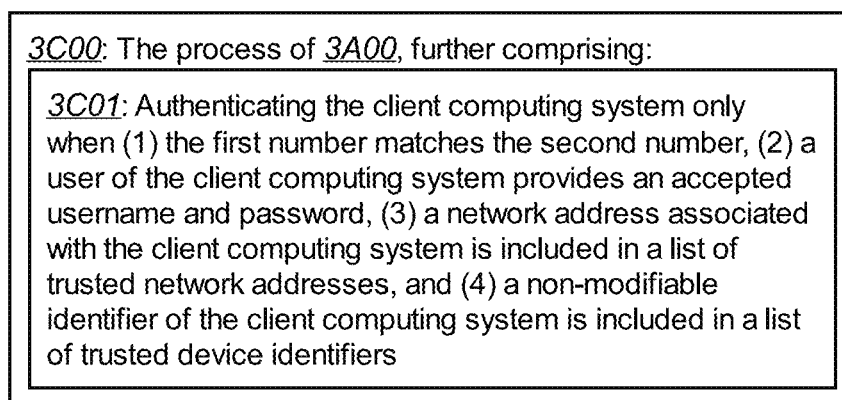 3C00: The process of 3A00, further comprising:
3C01: Authenticating the client computing system only
when (1) the first number matches the second number, (2) a
user of the client computing system provides an accepted
username and password, (3) a network address associated
with the client computing system is included in a list of
trusted network addresses, and (4) a non-modifiable
identifier of the client computing system is included in a list
of trusted device identifiers